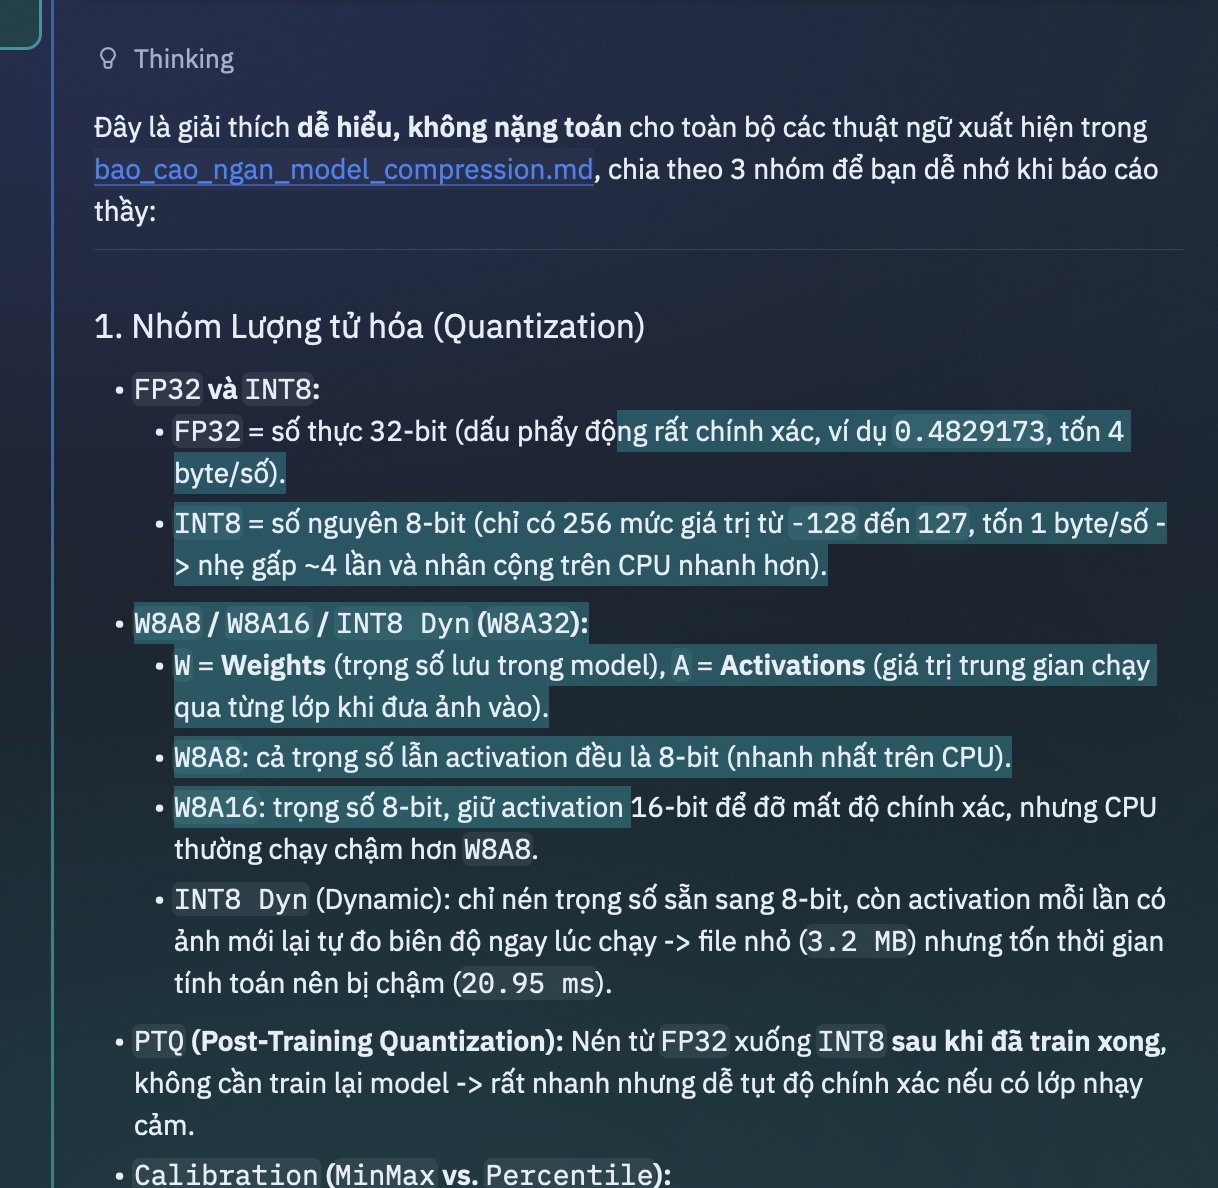 Thinking
Đây là giải thích dễ hiểu, không nặng toán cho toàn bộ các thuật ngữ xuất hiện trong
bao_cao_ngan_model_compression.md, chia theo 3 nhóm để bạn dễ nhớ khi báo cáo
thầy:
1. Nhóm Lượng tử hóa (Quantization)
• FP32 và INT8:
• FP32 = số thực 32-bit (dấu phẩy động rất chính xác, ví dụ 0.4829173, tốn 4
byte/số).
• INT8 = số nguyên 8-bit (chỉ có 256 mức giá trị từ -128 đến 127, tốn 1 byte/số -
> nhẹ gấp ~4 lần và nhân cộng trên CPU nhanh hơn).
• W8A8 / W8A16 / INT8 Dyn (W8A32):
• W = Weights (trọng số lưu trong model), A = Activations (giá trị trung gian chạy
qua từng lớp khi đưa ảnh vào).
• W8A8: cả trọng số lẫn activation đều là 8-bit (nhanh nhất trên CPU).
• W8A16: trọng số 8-bit, giữ activation 16-bit để đỡ mất độ chính xác, nhưng CPU
thường chạy chậm hơn W8A8.
• INT8 Dyn (Dynamic): chỉ nén trọng số sẵn sang 8-bit, còn activation mỗi lần có
ảnh mới lại tự đo biên độ ngay lúc chạy -> file nhỏ (3.2 MB) nhưng tốn thời gian
tính toán nên bị chậm (20.95 ms).
• PTQ (Post-Training Quantization): Nén từ FP32 xuống INT8 sau khi đã train xong,
không cần train lại model -> rất nhanh nhưng dễ tụt độ chính xác nếu có lớp nhạy
cảm.
• Calibration (MinMax vs. Percentile):